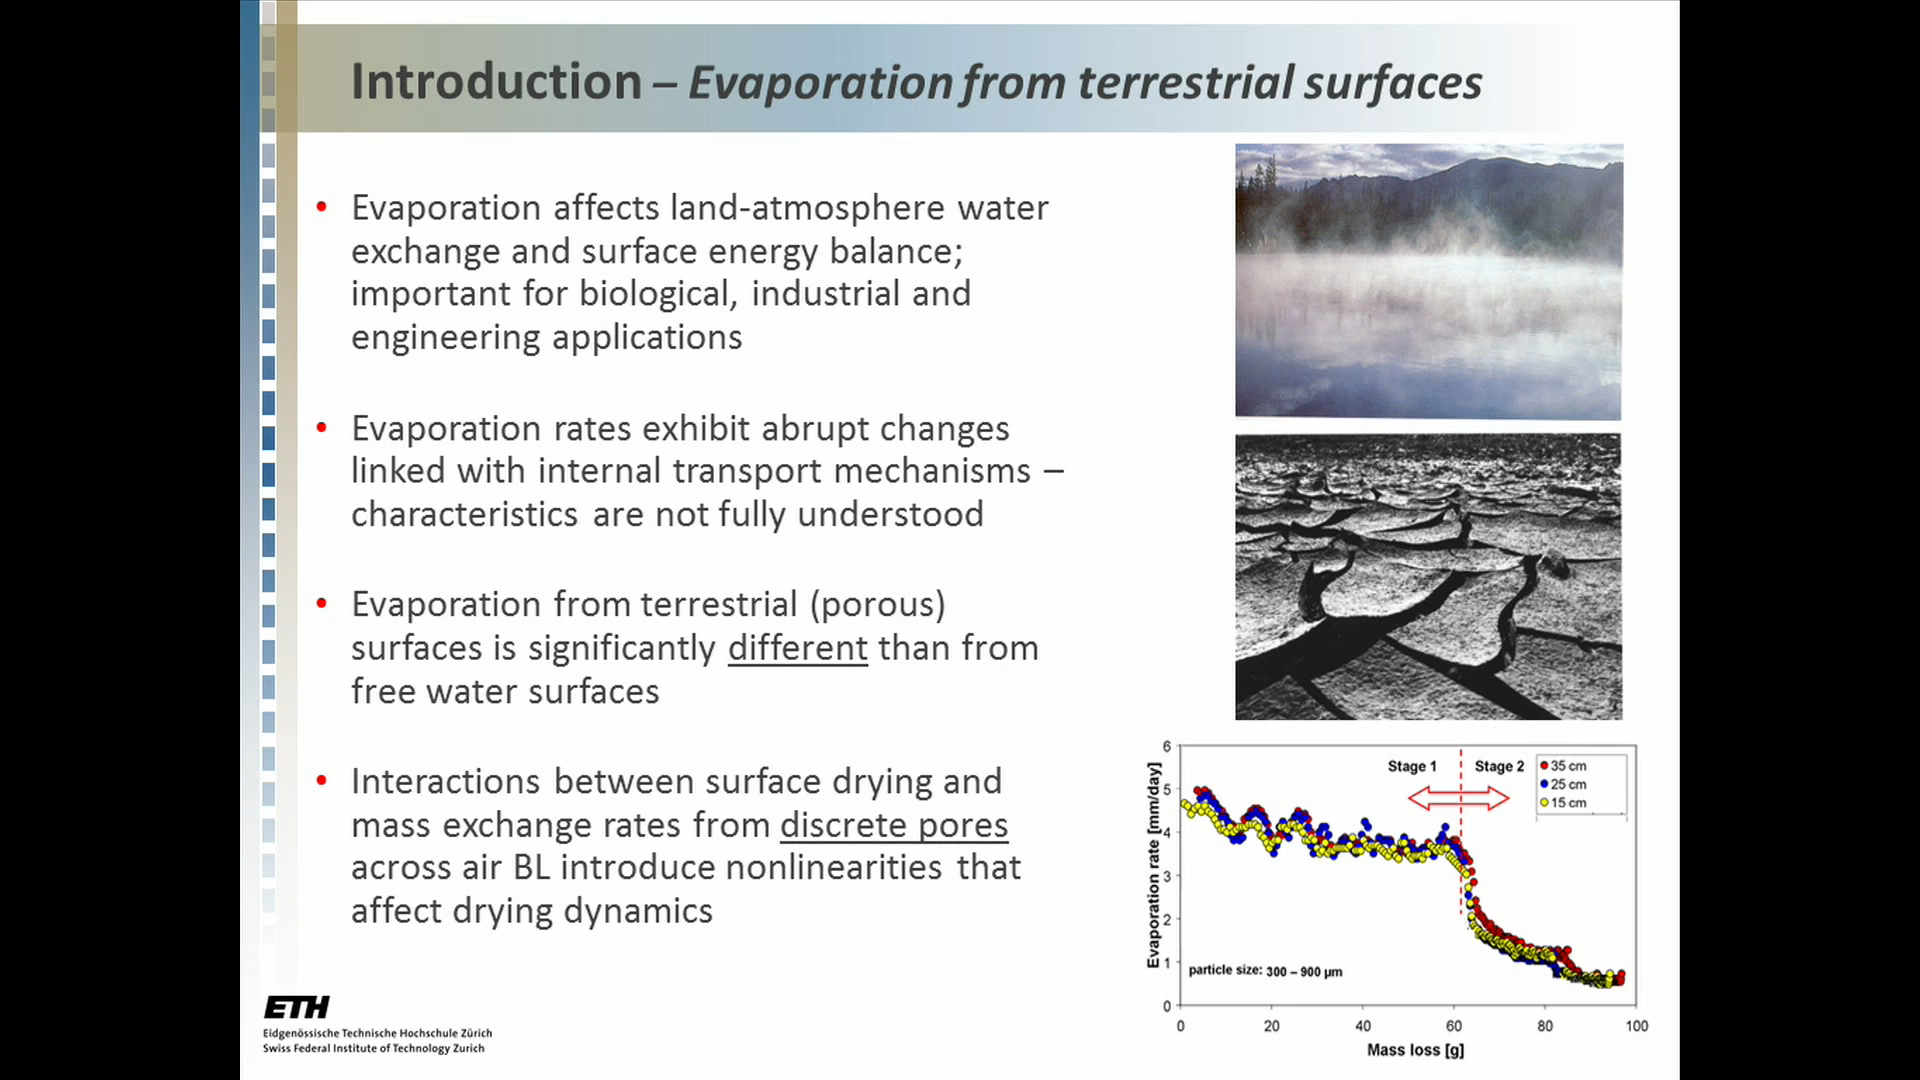 Introduction – Evaporation from terrestrial surfaces
• Evaporation affects land-atmosphere water
exchange and surface energy balance;
important for biological, industrial and
engineering applications
• Evaporation rates exhibit abrupt changes
linked with internal transport mechanisms –
characteristics are not fully understood
• Evaporation from terrestrial (porous)
surfaces is significantly different than from
free water surfaces
• Interactions between surface drying and
mass exchange rates from discrete pores
across air BL introduce nonlinearities that
affect drying dynamics
ETH
Eidgenössische Technische Hochschule Zürich
Swiss Federal Institute of Technology Zurich
Evaporation rate [mm/day]
6
5
4
3
2
1
0
Stage 1
Stage 2
35 cm
25 cm
15 cm
particle size: 300 – 900 µm
0 20 40 60 80 100
Mass loss [g]